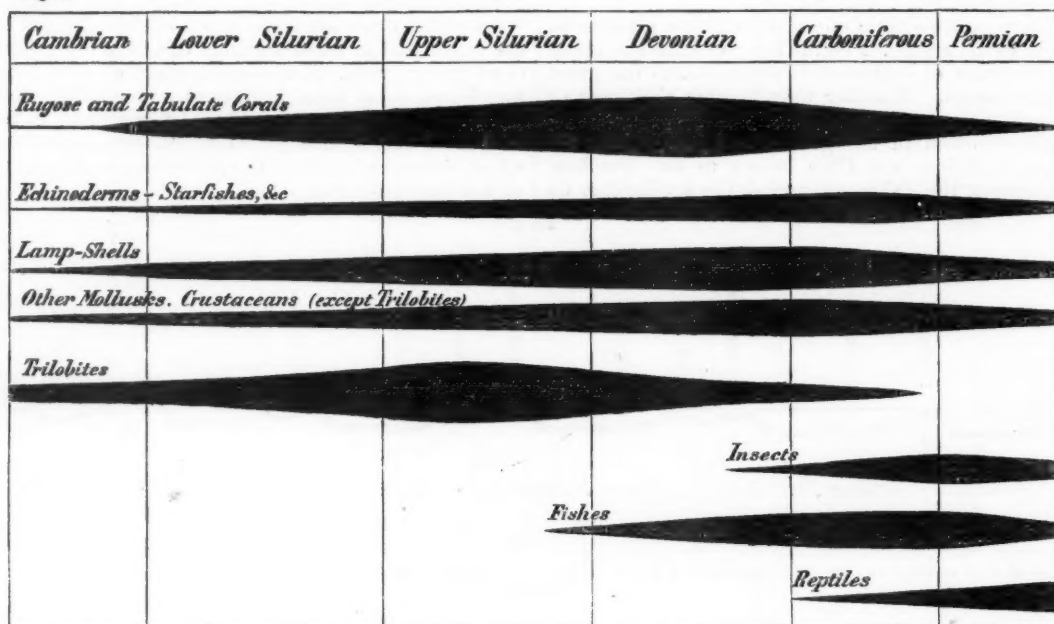 Cambrian Lower Silurian Upper Silurian Devonian Carboniferous Permian
Rugose and Tabulate Corals
Echinoderms - Starfishes, &c
Lamp-Shells
Other Mollusks. Crustaceans (except Trilobites)
Trilobites
Insects
Fishes
Reptiles